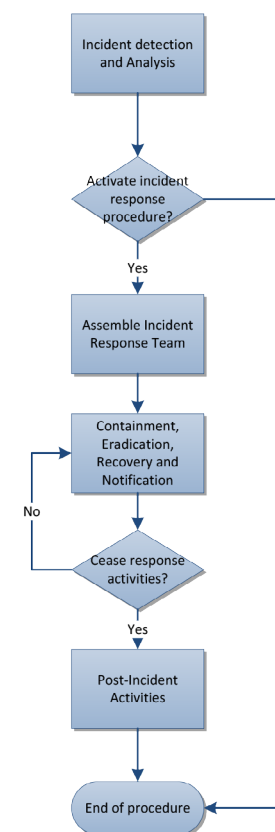 Incident detection
and Analysis
Activate incident
response
procedure?
Yes
Assemble Incident
Response Team
Containment,
Eradication,
Recovery and
Notification
No
Cease response
activities?
Yes
Post-Incident
Activities
End of procedure